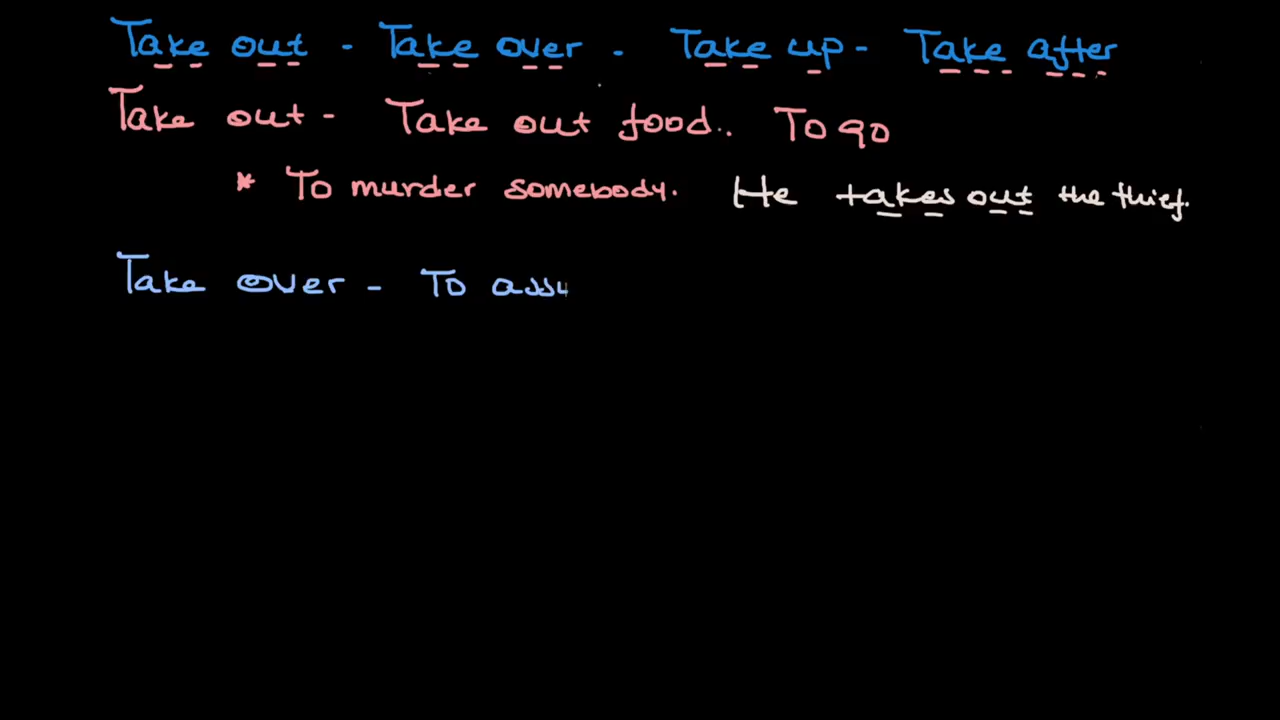 Take out - Take over - Take up - Take after
Take out - Take out food.. To go
* To murder somebody. He takes out the thief.
Take over - To assu